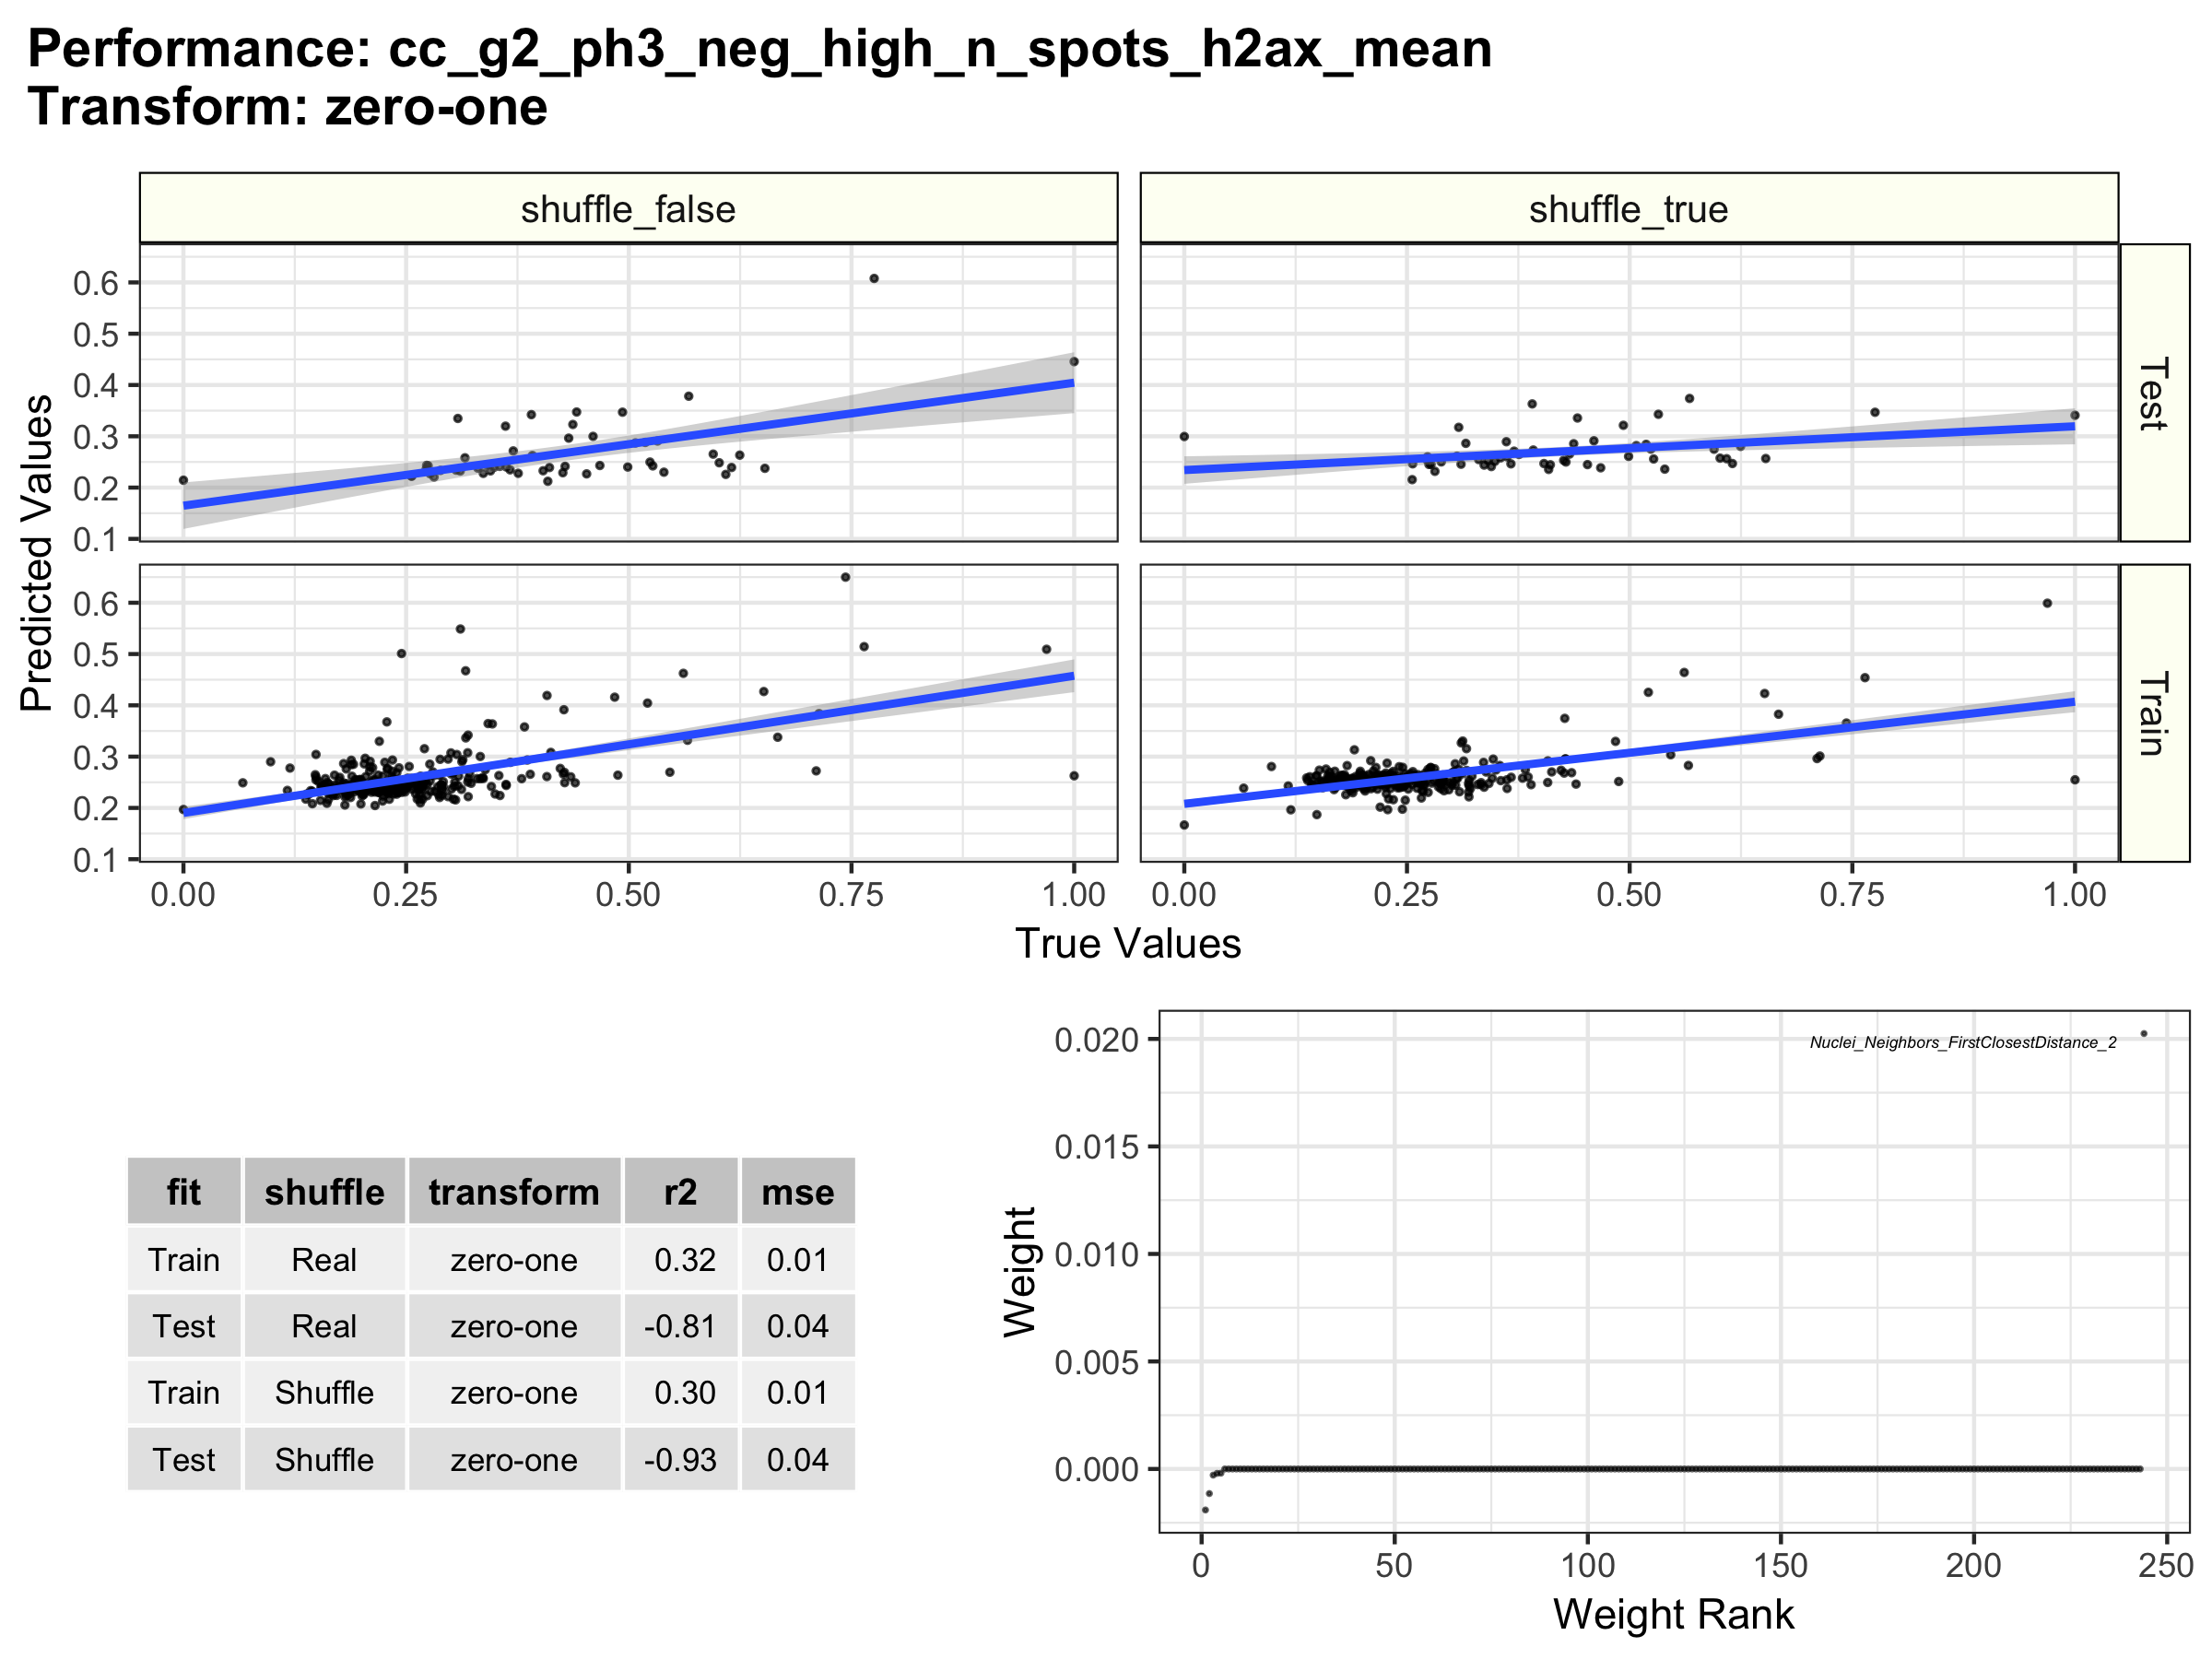 Performance: cc_g2_ph3_neg_high_n_spots_h2ax_mean
Transform: zero-one
shuffle_false
shuffle_true
0.6
0.5
0.4
0.3
0.2
0.1
Test
0.6
0.5
0.4
0.3
0.2
0.1
Train
Predicted Values
0.00 0.25 0.50 0.75 1.00 0.00 0.25 0.50 0.75 1.00
True Values
fit shuffle transform r2 mse
Train Real zero-one 0.32 0.01
Test Real zero-one -0.81 0.04
Train Shuffle zero-one 0.30 0.01
Test Shuffle zero-one -0.93 0.04
Weight
0.020
0.015
0.010
0.005
0.000
Nuclei_Neighbors_FirstClosestDistance_2
0 50 100 150 200 250
Weight Rank